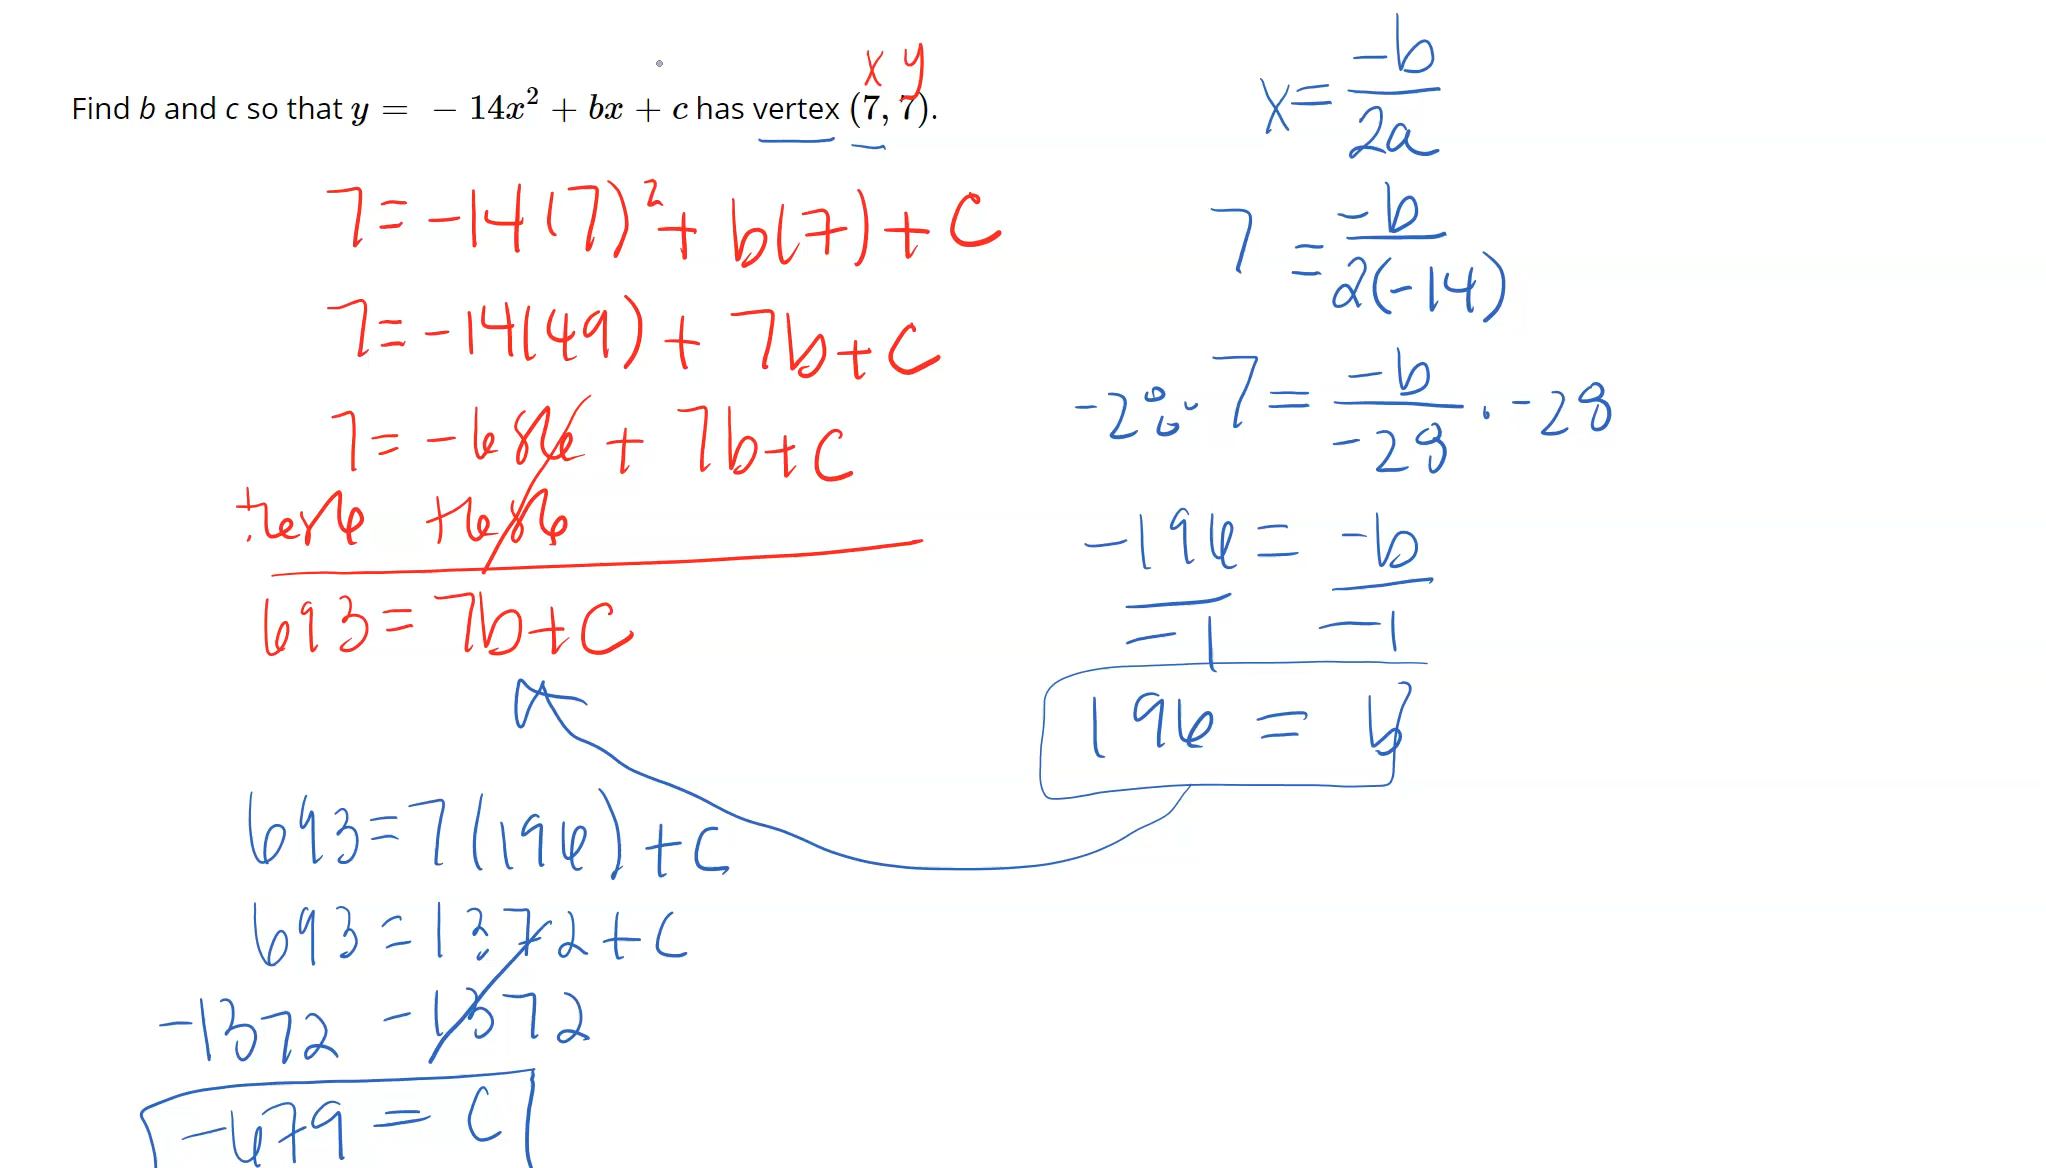 x y
Find b and c so that y = − 14x² + bx + c has vertex (7, 7).
7 = -14(7)² + b(7) + C
7 = -14(49) + 7b + C
7 = -686 + 7b + C
+686 +686
693 = 7b + C
693 = 7(196) + C
693 = 1372 + C
-1372 -1372
-679 = C
x = -b/2a
7 = -b/2(-14)
-28 · 7 = -b/-28 · -28
-196 = -b
-1 -1
196 = b